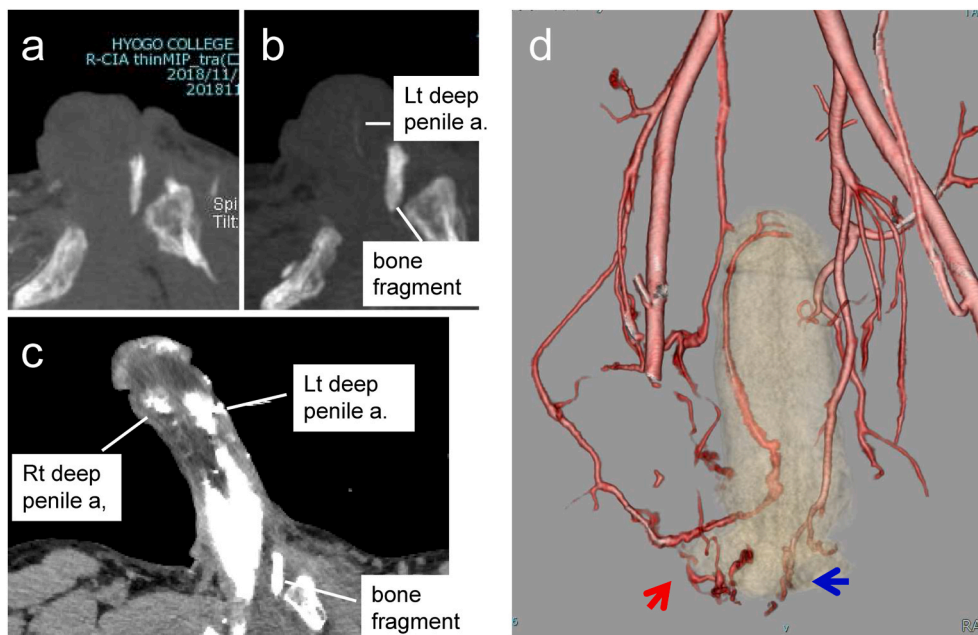 a
HYOGO COLLEGE
R-CIA thinMIP_tra(
2018/11/
201811
Spi
Tilt:
b
Lt deep
penile a.
bone
fragment
c
Lt deep
penile a.
Rt deep
penile a,
bone
fragment
d
RA